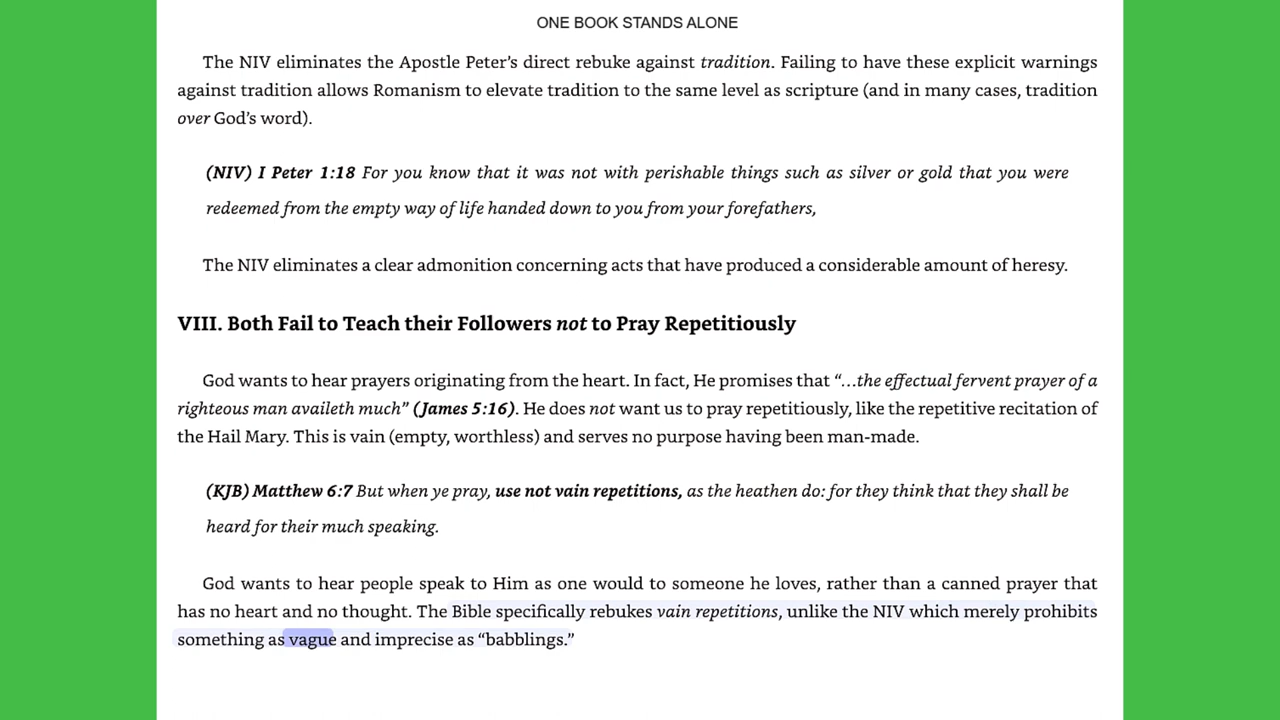 ONE BOOK STANDS ALONE
The NIV eliminates the Apostle Peter’s direct rebuke against tradition. Failing to have these explicit warnings
against tradition allows Romanism to elevate tradition to the same level as scripture (and in many cases, tradition
over God’s word).
(NIV) I Peter 1:18 For you know that it was not with perishable things such as silver or gold that you were
redeemed from the empty way of life handed down to you from your forefathers,
The NIV eliminates a clear admonition concerning acts that have produced a considerable amount of heresy.
VIII. Both Fail to Teach their Followers not to Pray Repetitiously
God wants to hear prayers originating from the heart. In fact, He promises that “…the effectual fervent prayer of a
righteous man availeth much” (James 5:16). He does not want us to pray repetitiously, like the repetitive recitation of
the Hail Mary. This is vain (empty, worthless) and serves no purpose having been man-made.
(KJB) Matthew 6:7 But when ye pray, use not vain repetitions, as the heathen do: for they think that they shall be
heard for their much speaking.
God wants to hear people speak to Him as one would to someone he loves, rather than a canned prayer that
has no heart and no thought. The Bible specifically rebukes vain repetitions, unlike the NIV which merely prohibits
something as vague and imprecise as “babblings.”